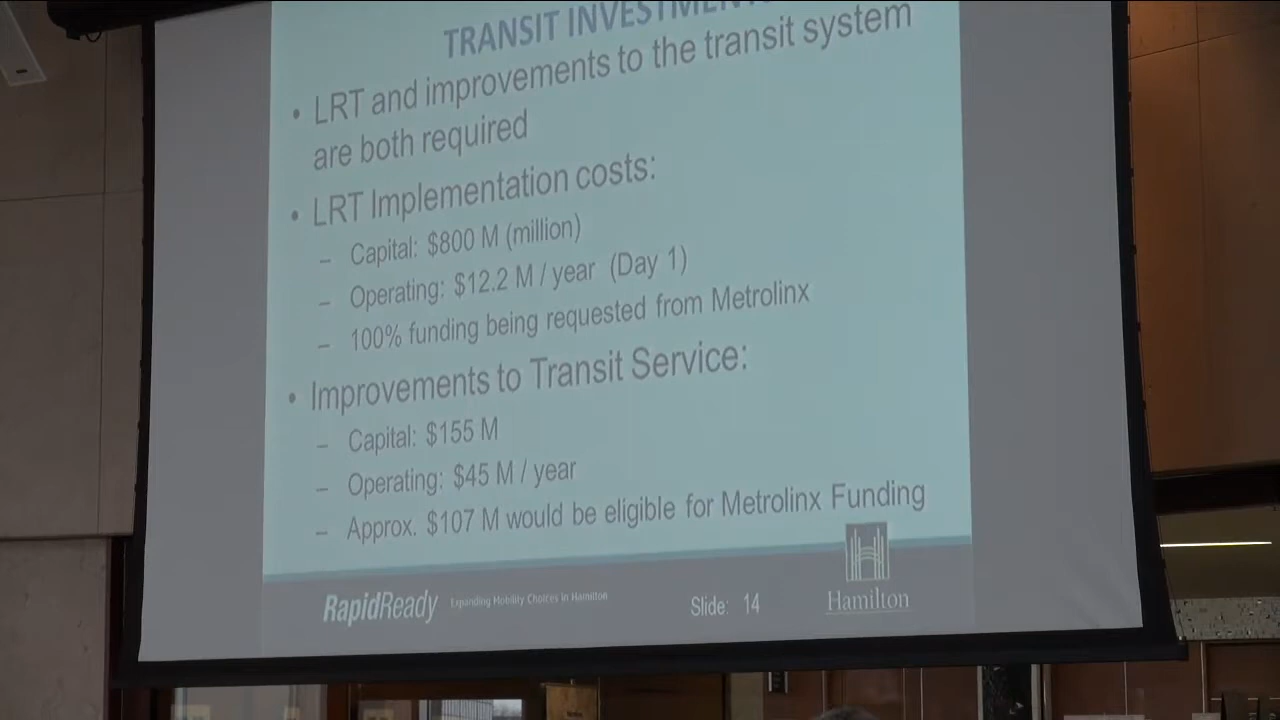 TRANSIT INVESTMENT
• LRT and improvements to the transit system
are both required
• LRT Implementation costs:
– Capital: $800 M (million)
– Operating: $12.2 M / year (Day 1)
– 100% funding being requested from Metrolinx
• Improvements to Transit Service:
– Capital: $155 M
– Operating: $45 M / year
– Approx. $107 M would be eligible for Metrolinx Funding
RapidReady Expanding Mobility Choices in Hamilton
Slide: 14
Hamilton